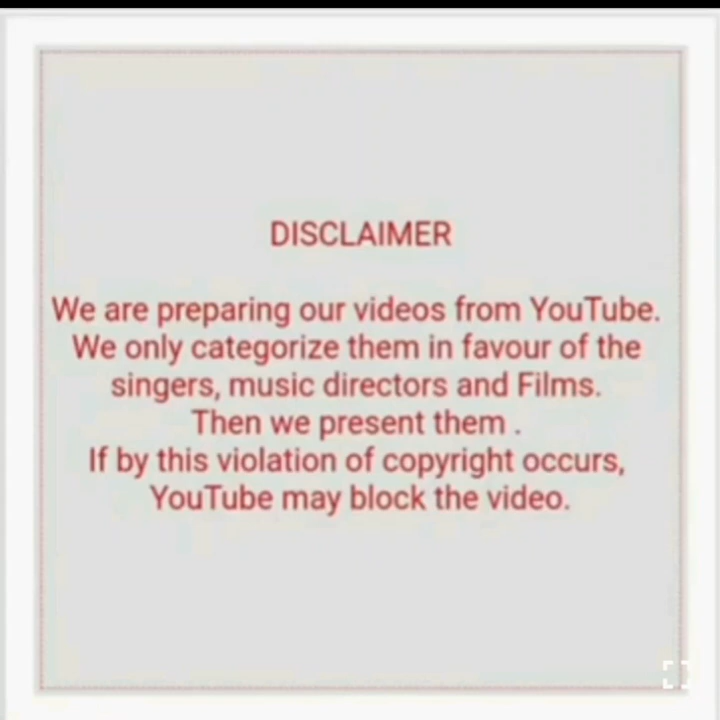 DISCLAIMER
We are preparing our videos from YouTube.
We only categorize them in favour of the
singers, music directors and Films.
Then we present them .
If by this violation of copyright occurs,
YouTube may block the video.